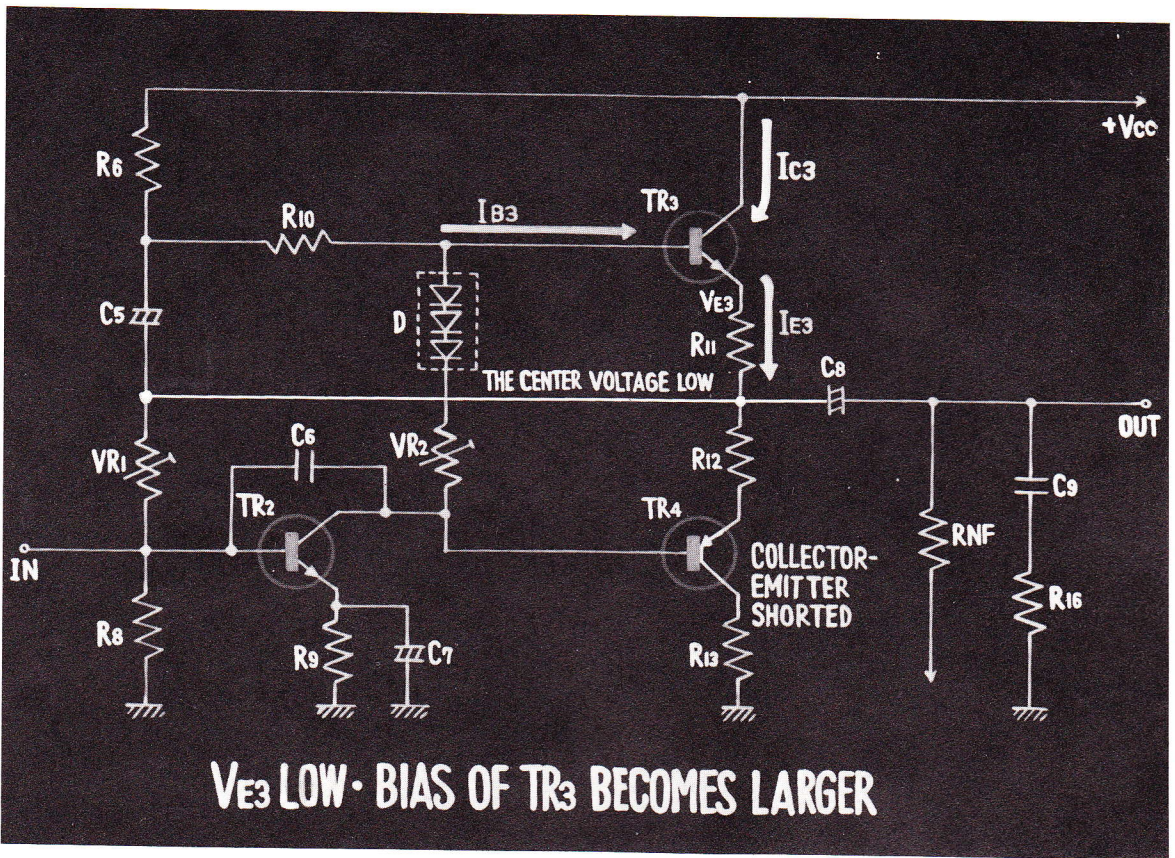 +VCC
R6
IC3
TR3
R10
IB3
VE3
C5
D
R11
IE3
C8
THE CENTER VOLTAGE LOW
OUT
C6
VR2
VR1
R12
C9
TR2
TR4
RNF
IN
COLLECTOR-
EMITTER
SHORTED
R16
R8
R9
C7
R13
VE3 LOW · BIAS OF TR3 BECOMES LARGER